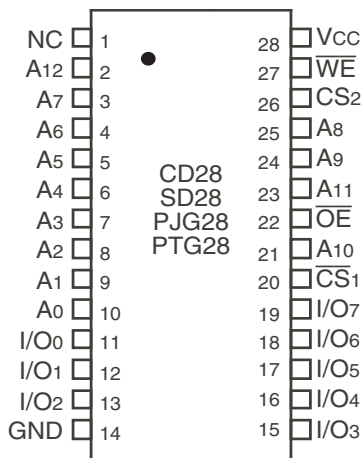 NC 1 28 VCC
A12 2 27 WE
A7 3 26 CS2
A6 4 25 A8
A5 5 24 A9
A4 6 23 A11
A3 7 22 OE
A2 8 21 A10
A1 9 20 CS1
A0 10 19 I/O7
I/O0 11 18 I/O6
I/O1 12 17 I/O5
I/O2 13 16 I/O4
GND 14 15 I/O3
CD28
SD28
PJG28
PTG28